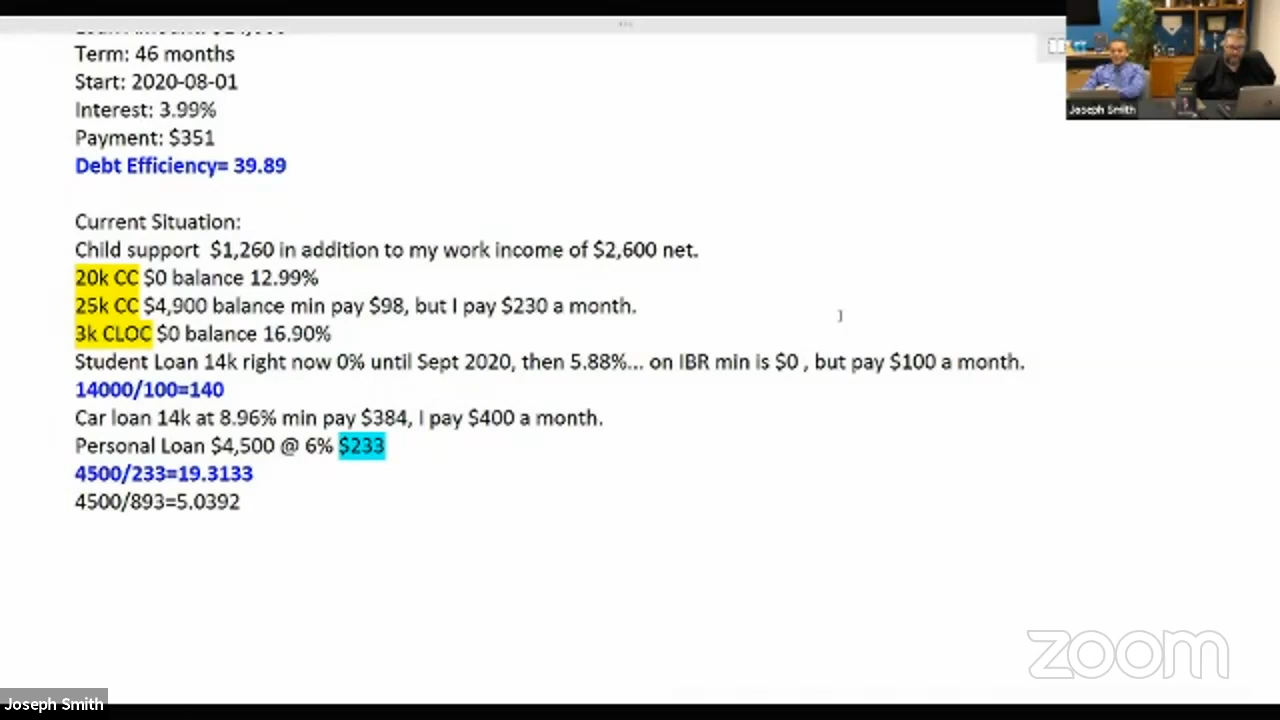 Term: 46 months
Start: 2020-08-01
Interest: 3.99%
Payment: $351
Debt Efficiency= 39.89
Current Situation:
Child support $1,260 in addition to my work income of $2,600 net.
20k CC $0 balance 12.99%
25k CC $4,900 balance min pay $98, but I pay $230 a month.
3k CLOC $0 balance 16.90%
Student Loan 14k right now 0% until Sept 2020, then 5.88%... on IBR min is $0 , but pay $100 a month.
14000/100=140
Car loan 14k at 8.96% min pay $384, I pay $400 a month.
Personal Loan $4,500 @ 6% $233
4500/233=19.3133
4500/893=5.0392
Joseph Smith
zoom
Joseph Smith